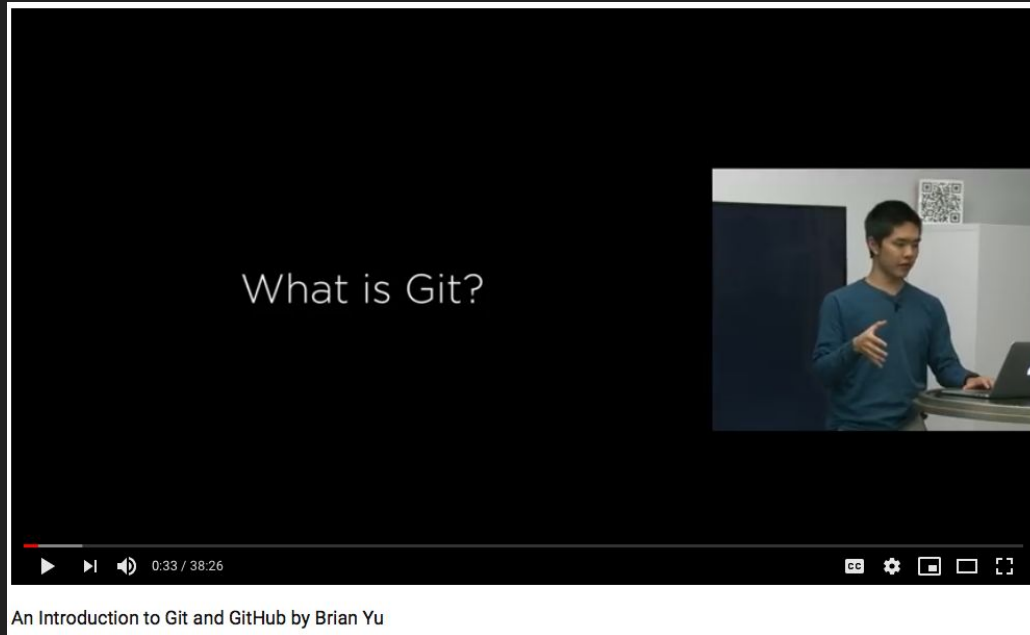 What is Git?
0:33 / 38:26
CC
An Introduction to Git and GitHub by Brian Yu